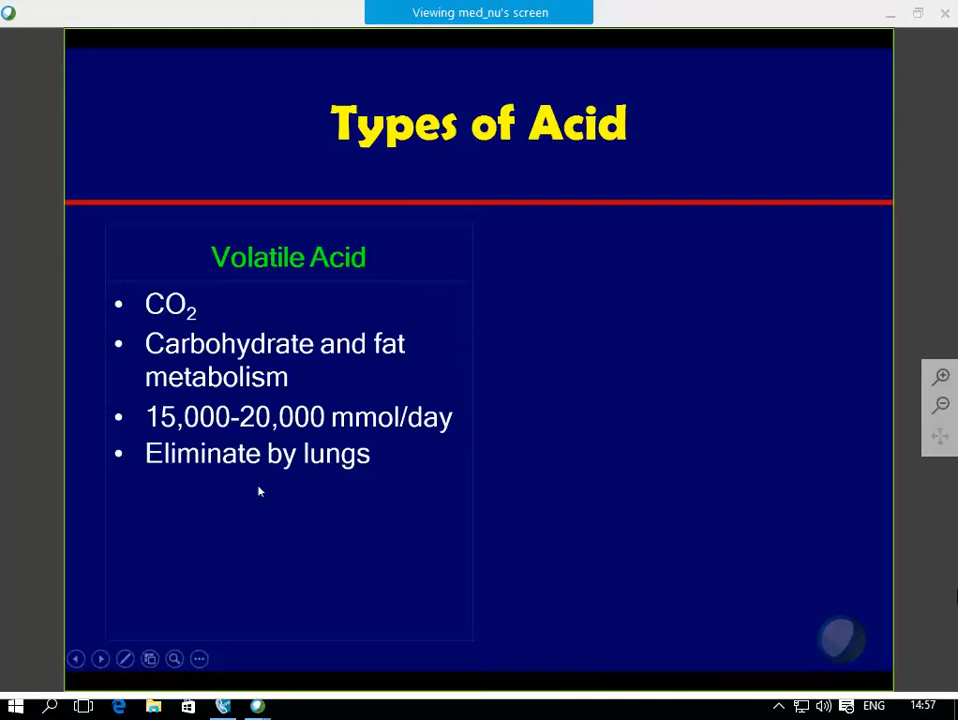 Viewing med_nu's screen
Types of Acid
Volatile Acid
• CO₂
• Carbohydrate and fat
metabolism
• 15,000-20,000 mmol/day
• Eliminate by lungs
ENG
14:57